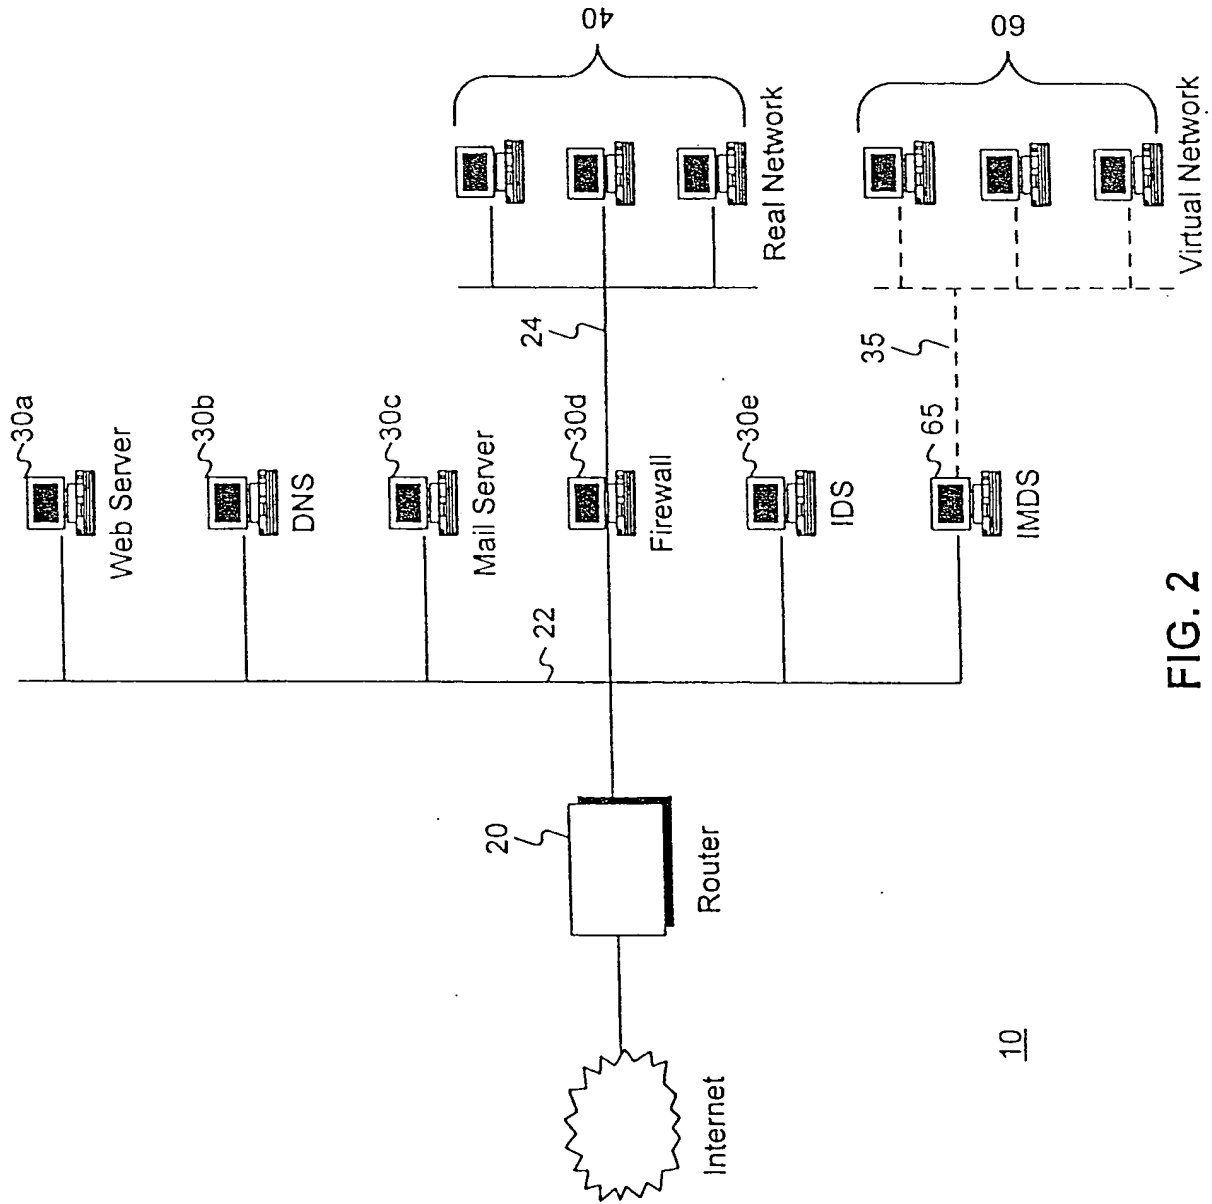 30a
Web Server
30b
DNS
30c
Mail Server
30d
Firewall
30e
IDS
65
IMDS
22
24
35
40
Real Network
60
Virtual Network
20
Router
Internet
10
FIG. 2